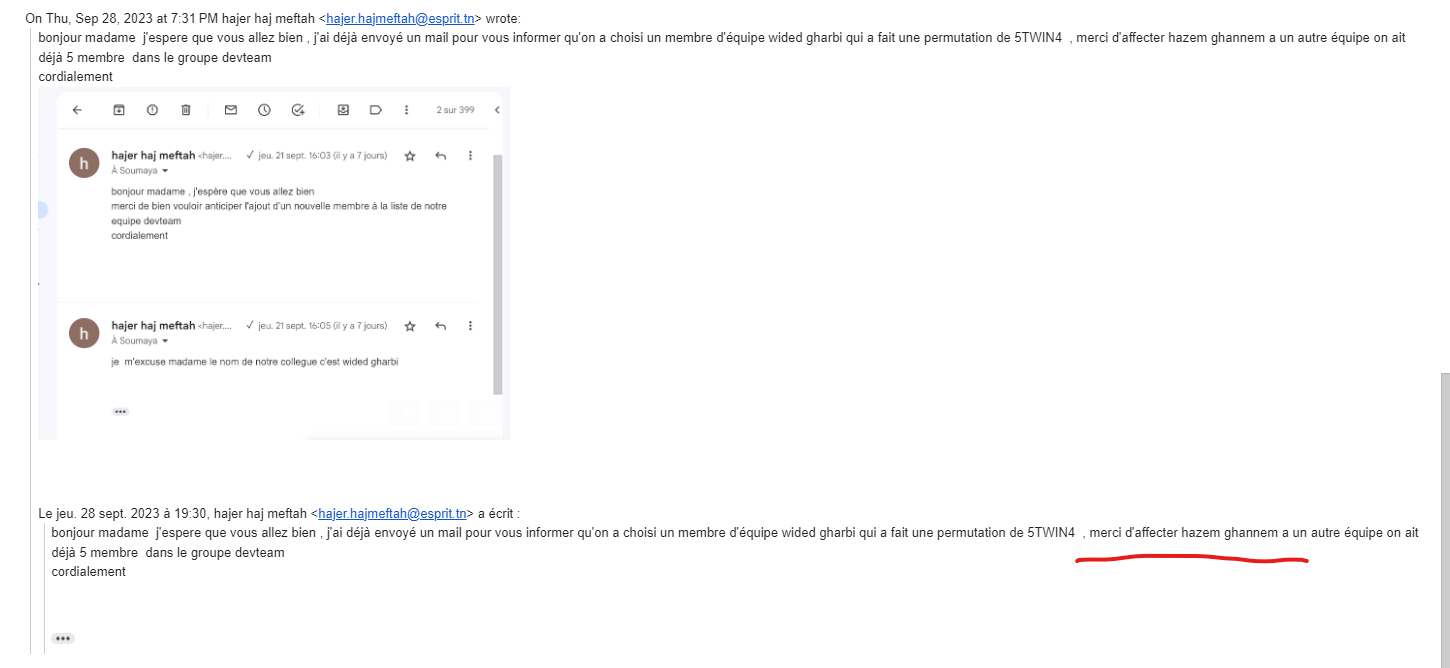 On Thu, Sep 28, 2023 at 7:31 PM hajer haj meftah <hajer.hajmeftah@esprit.tn> wrote:
bonjour madame j'espere que vous allez bien , j'ai déjà envoyé un mail pour vous informer qu'on a choisi un membre d'équipe wided gharbi qui a fait une permutation de 5TWIN4 , merci d'affecter hazem ghannem a un autre équipe on ait
déjà 5 membre dans le groupe devteam
cordialement
2 sur 399
hajer haj meftah <hajer.... ✓ jeu. 21 sept. 16:03 (il y a 7 jours)
h
À Soumaya
bonjour madame , j'espère que vous allez bien
merci de bien vouloir anticiper l'ajout d'un nouvelle membre à la liste de notre
equipe devteam
cordialement
hajer haj meftah <hajer.... ✓ jeu. 21 sept. 16:05 (il y a 7 jours)
h
À Soumaya
je m'excuse madame le nom de notre collegue c'est wided gharbi
Le jeu. 28 sept. 2023 à 19:30, hajer haj meftah <hajer.hajmeftah@esprit.tn> a écrit :
bonjour madame j'espere que vous allez bien , j'ai déjà envoyé un mail pour vous informer qu'on a choisi un membre d'équipe wided gharbi qui a fait une permutation de 5TWIN4 , merci d'affecter hazem ghannem a un autre équipe on ait
déjà 5 membre dans le groupe devteam
cordialement